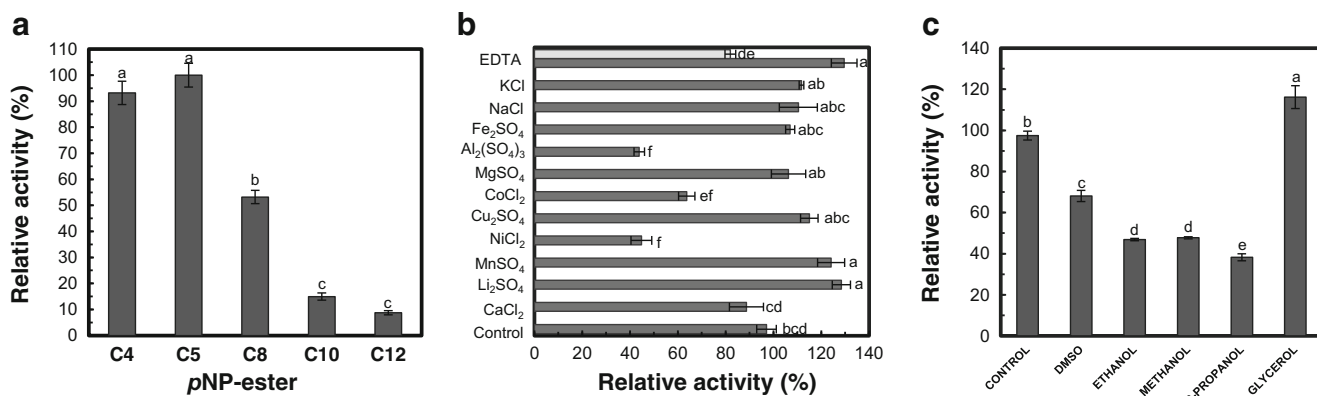 a
Relative activity (%)
110
100
90
80
70
60
50
40
30
20
10
0
a
a
b
c
c
C4 C5 C8 C10 C12
pNP-ester
b
de
EDTA a
KCl ab
NaCl abc
Fe₂SO₄ abc
Al₂(SO₄)₃ f
MgSO₄ ab
CoCl₂ ef
Cu₂SO₄ abc
NiCl₂ f
MnSO₄ a
Li₂SO₄ a
CaCl₂ cd
Control bcd
0 20 40 60 80 100 120 140
Relative activity (%)
c
Relative activity (%)
140
120
100
80
60
40
20
0
b
c
d
d
e
a
CONTROL
DMSO
ETHANOL
METHANOL
-PROPANOL
GLYCEROL